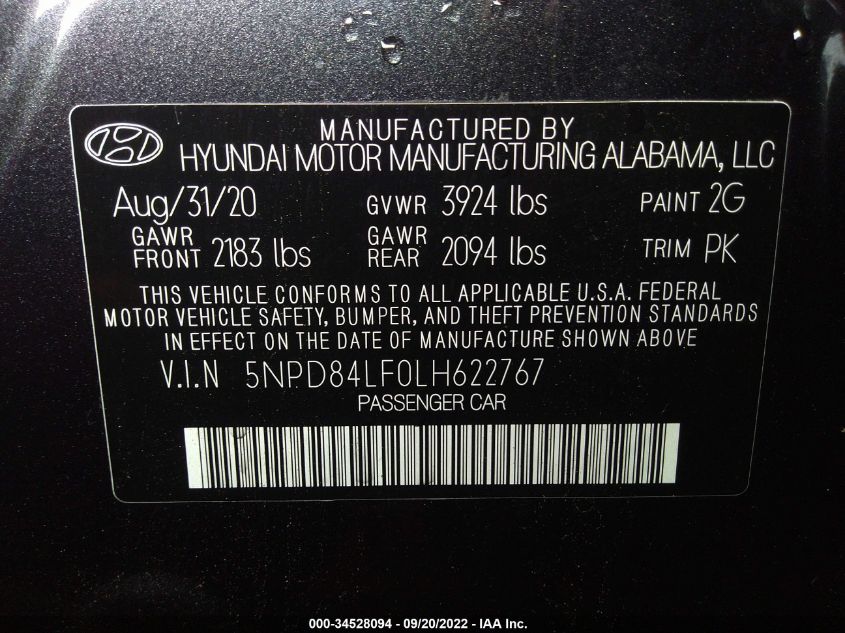 MANUFACTURED BY
HYUNDAI MOTOR MANUFACTURING ALABAMA, LLC
Aug/31/20 GVWR 3924 lbs PAINT 2G
GAWR FRONT 2183 lbs GAWR REAR 2094 lbs TRIM PK
THIS VEHICLE CONFORMS TO ALL APPLICABLE U.S.A. FEDERAL
MOTOR VEHICLE SAFETY, BUMPER, AND THEFT PREVENTION STANDARDS
IN EFFECT ON THE DATE OF MANUFACTURE SHOWN ABOVE
V.I.N 5NPD84LF0LH622767
PASSENGER CAR
000-34528094 - 09/20/2022 - IAA Inc.